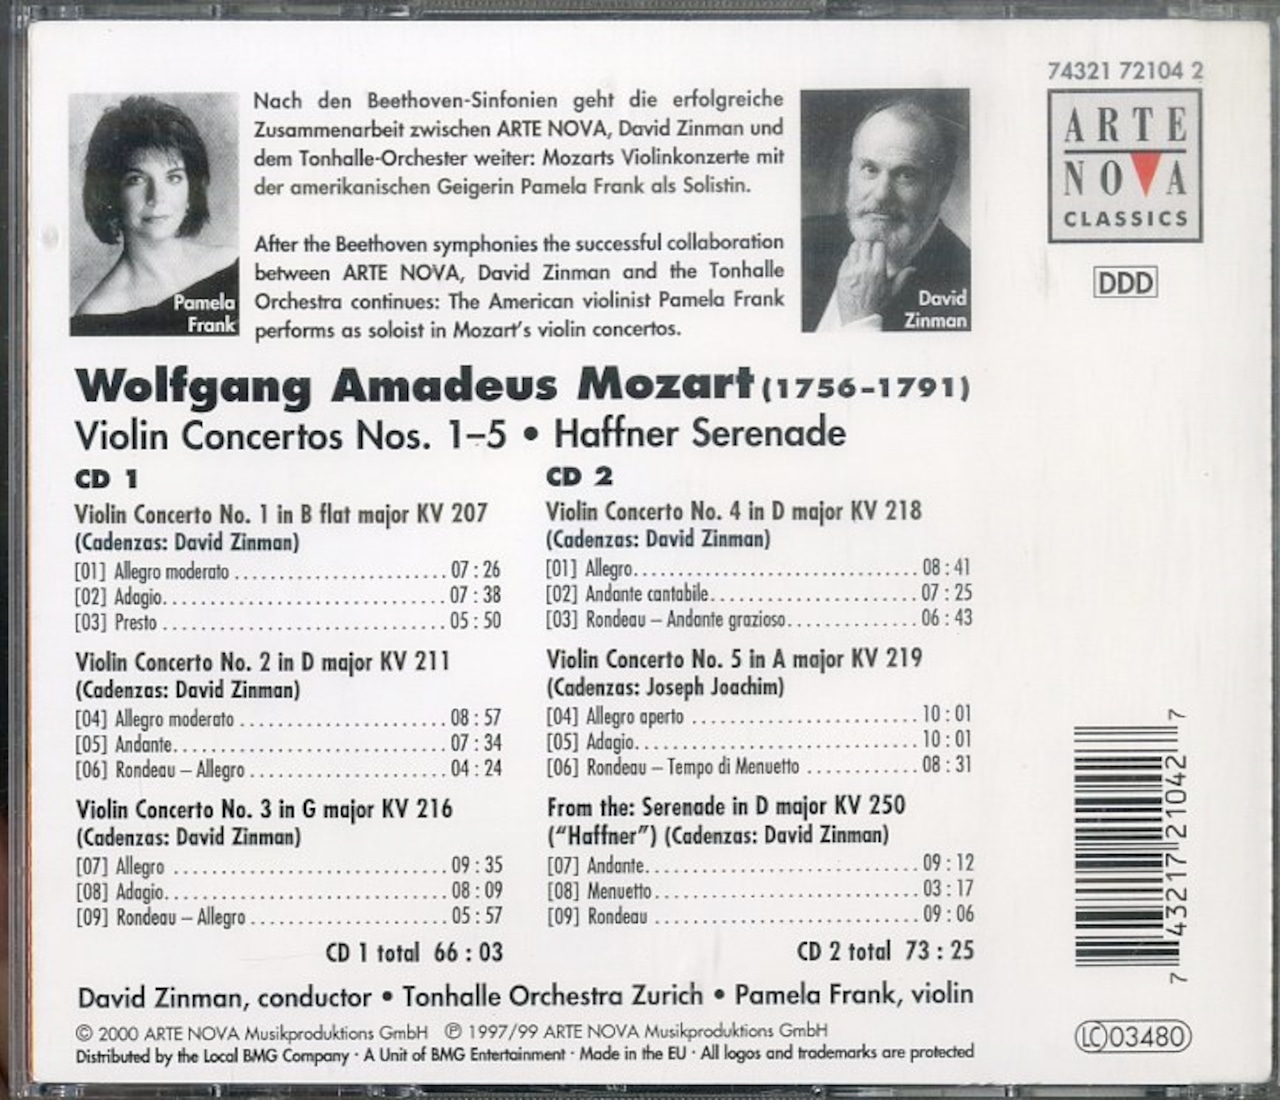 74321 72104 2
ARTE
NOVA
CLASSICS
DDD
Nach den Beethoven-Sinfonien geht die erfolgreiche
Zusammenarbeit zwischen ARTE NOVA, David Zinman und
dem Tonhalle-Orchester weiter: Mozarts Violinkonzerte mit
der amerikanischen Geigerin Pamela Frank als Solistin.
After the Beethoven symphonies the successful collaboration
between ARTE NOVA, David Zinman and the Tonhalle
Orchestra continues: The American violinist Pamela Frank
performs as soloist in Mozart's violin concertos.
Pamela
Frank
David
Zinman
Wolfgang Amadeus Mozart (1756-1791)
Violin Concertos Nos. 1–5 • Haffner Serenade
CD 1
Violin Concerto No. 1 in B flat major KV 207
(Cadenzas: David Zinman)
[01] Allegro moderato ........................ 07 : 26
[02] Adagio................................ 07 : 38
[03] Presto ................................ 05 : 50
Violin Concerto No. 2 in D major KV 211
(Cadenzas: David Zinman)
[04] Allegro moderato ....................... 08 : 57
[05] Andante............................... 07 : 34
[06] Rondeau – Allegro ...................... 04 : 24
Violin Concerto No. 3 in G major KV 216
(Cadenzas: David Zinman)
[07] Allegro ............................... 09 : 35
[08] Adagio................................ 08 : 09
[09] Rondeau – Allegro ...................... 05 : 57
CD 1 total 66 : 03
CD 2
Violin Concerto No. 4 in D major KV 218
(Cadenzas: David Zinman)
[01] Allegro................................ 08 : 41
[02] Andante cantabile........................ 07 : 25
[03] Rondeau – Andante grazioso............... 06 : 43
Violin Concerto No. 5 in A major KV 219
(Cadenzas: Joseph Joachim)
[04] Allegro aperto .......................... 10 : 01
[05] Adagio................................ 10 : 01
[06] Rondeau – Tempo di Menuetto ............. 08 : 31
From the: Serenade in D major KV 250
("Haffner") (Cadenzas: David Zinman)
[07] Andante............................... 09 : 12
[08] Menuetto .............................. 03 : 17
[09] Rondeau ............................... 09 : 06
CD 2 total 73 : 25
David Zinman, conductor • Tonhalle Orchestra Zurich • Pamela Frank, violin
© 2000 ARTE NOVA Musikproduktions GmbH ℗ 1997/99 ARTE NOVA Musikproduktions GmbH
Distributed by the Local BMG Company · A Unit of BMG Entertainment · Made in the EU · All logos and trademarks are protected
7 43217 21042 7
LC 03480